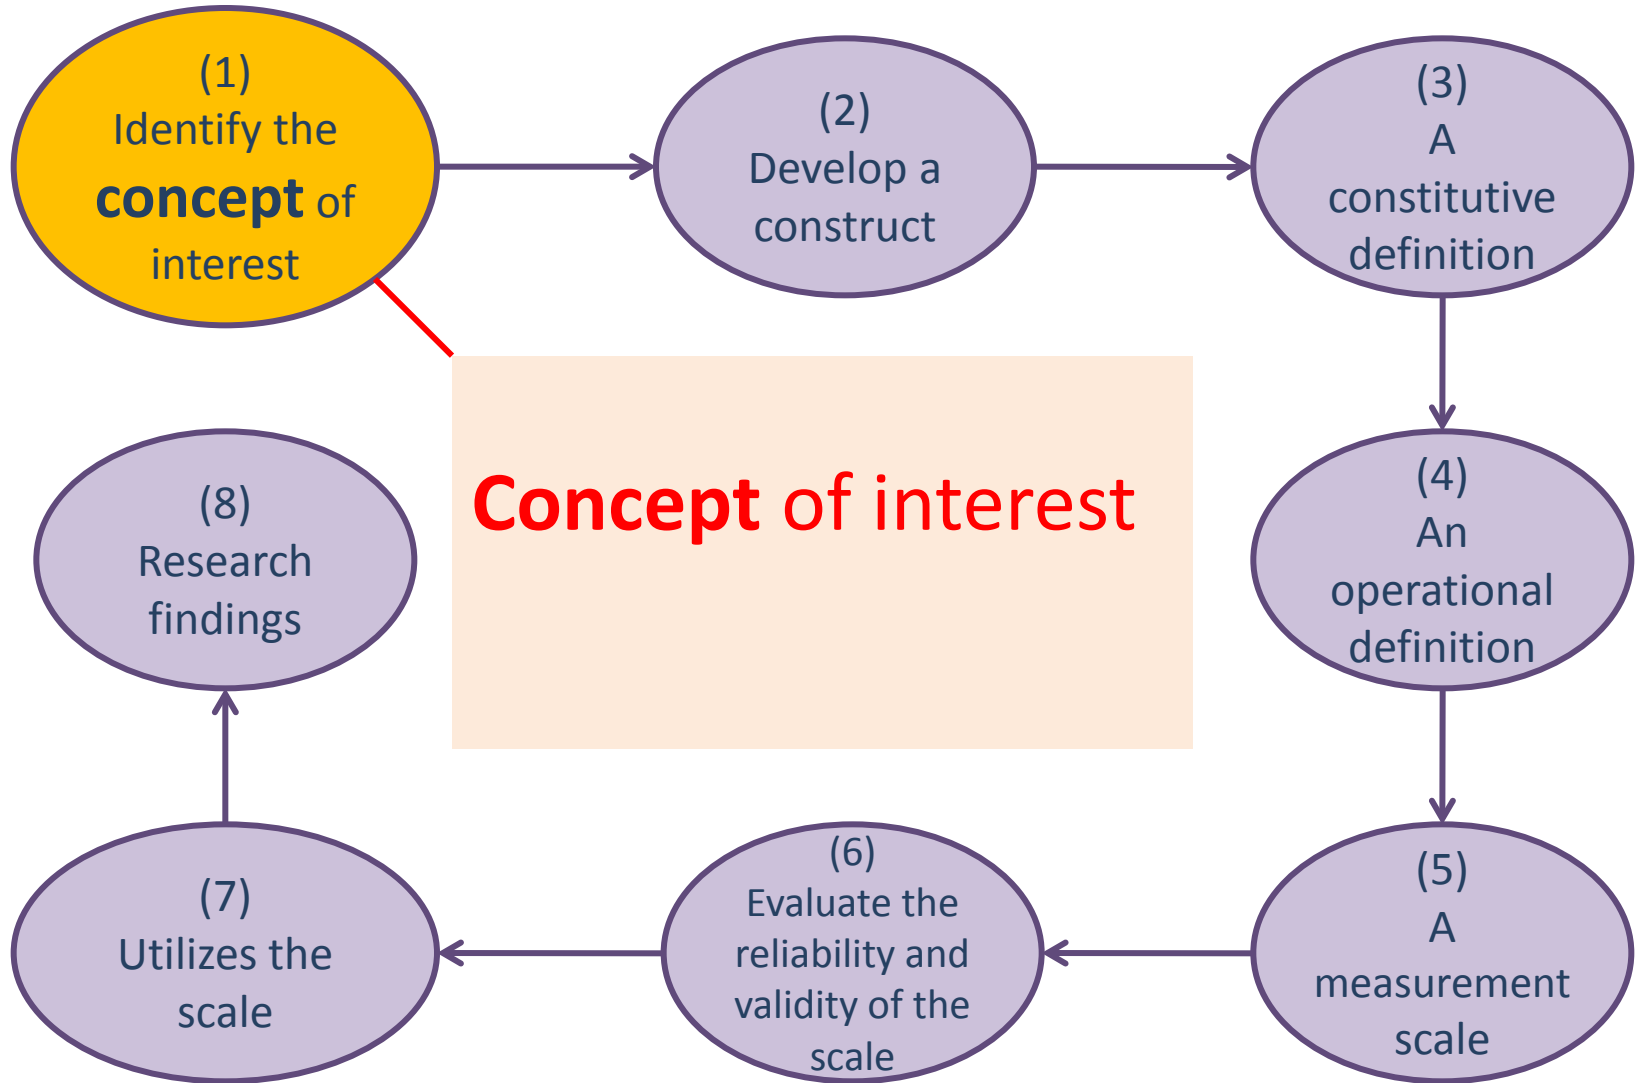 (1)
Identify the
concept of
interest
(2)
Develop a
construct
(3)
A
constitutive
definition
Concept of interest
(4)
An
operational
definition
(5)
A
measurement
scale
(6)
Evaluate the
reliability and
validity of the
scale
(7)
Utilizes the
scale
(8)
Research
findings